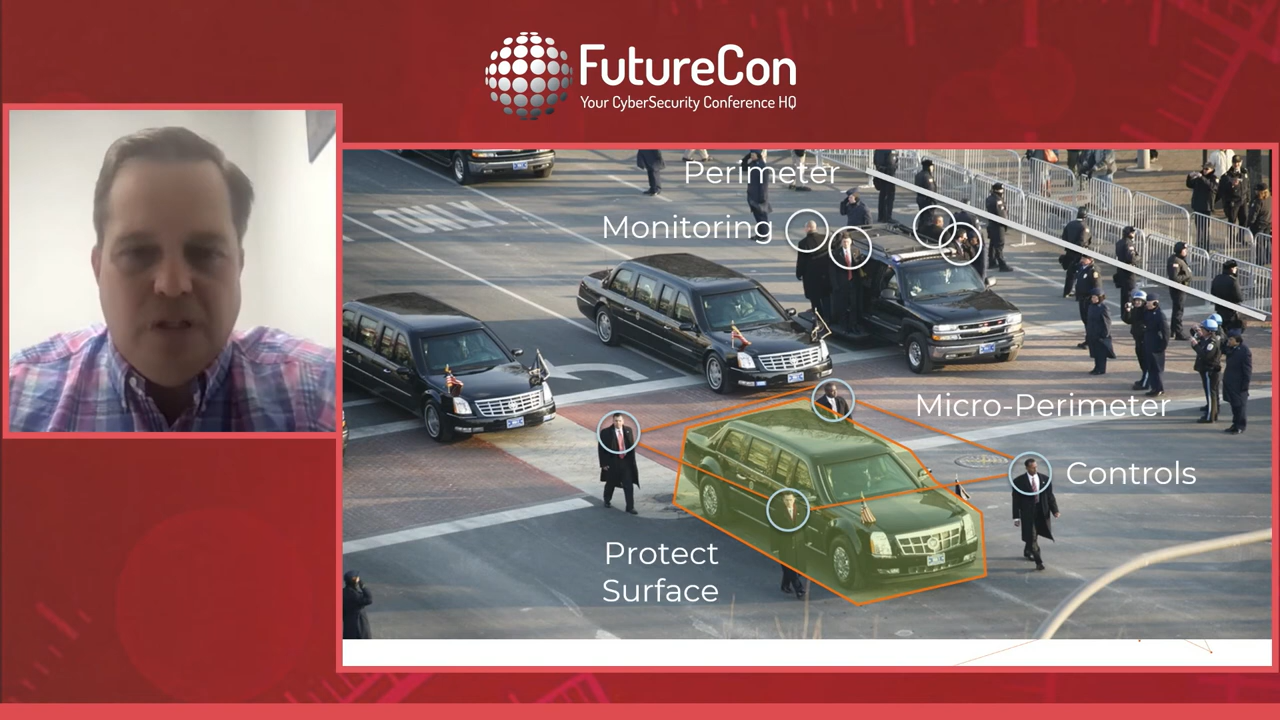 FutureCon
Your CyberSecurity Conference HQ
Perimeter
ONLY
Monitoring
Micro-Perimeter
Controls
Protect
Surface